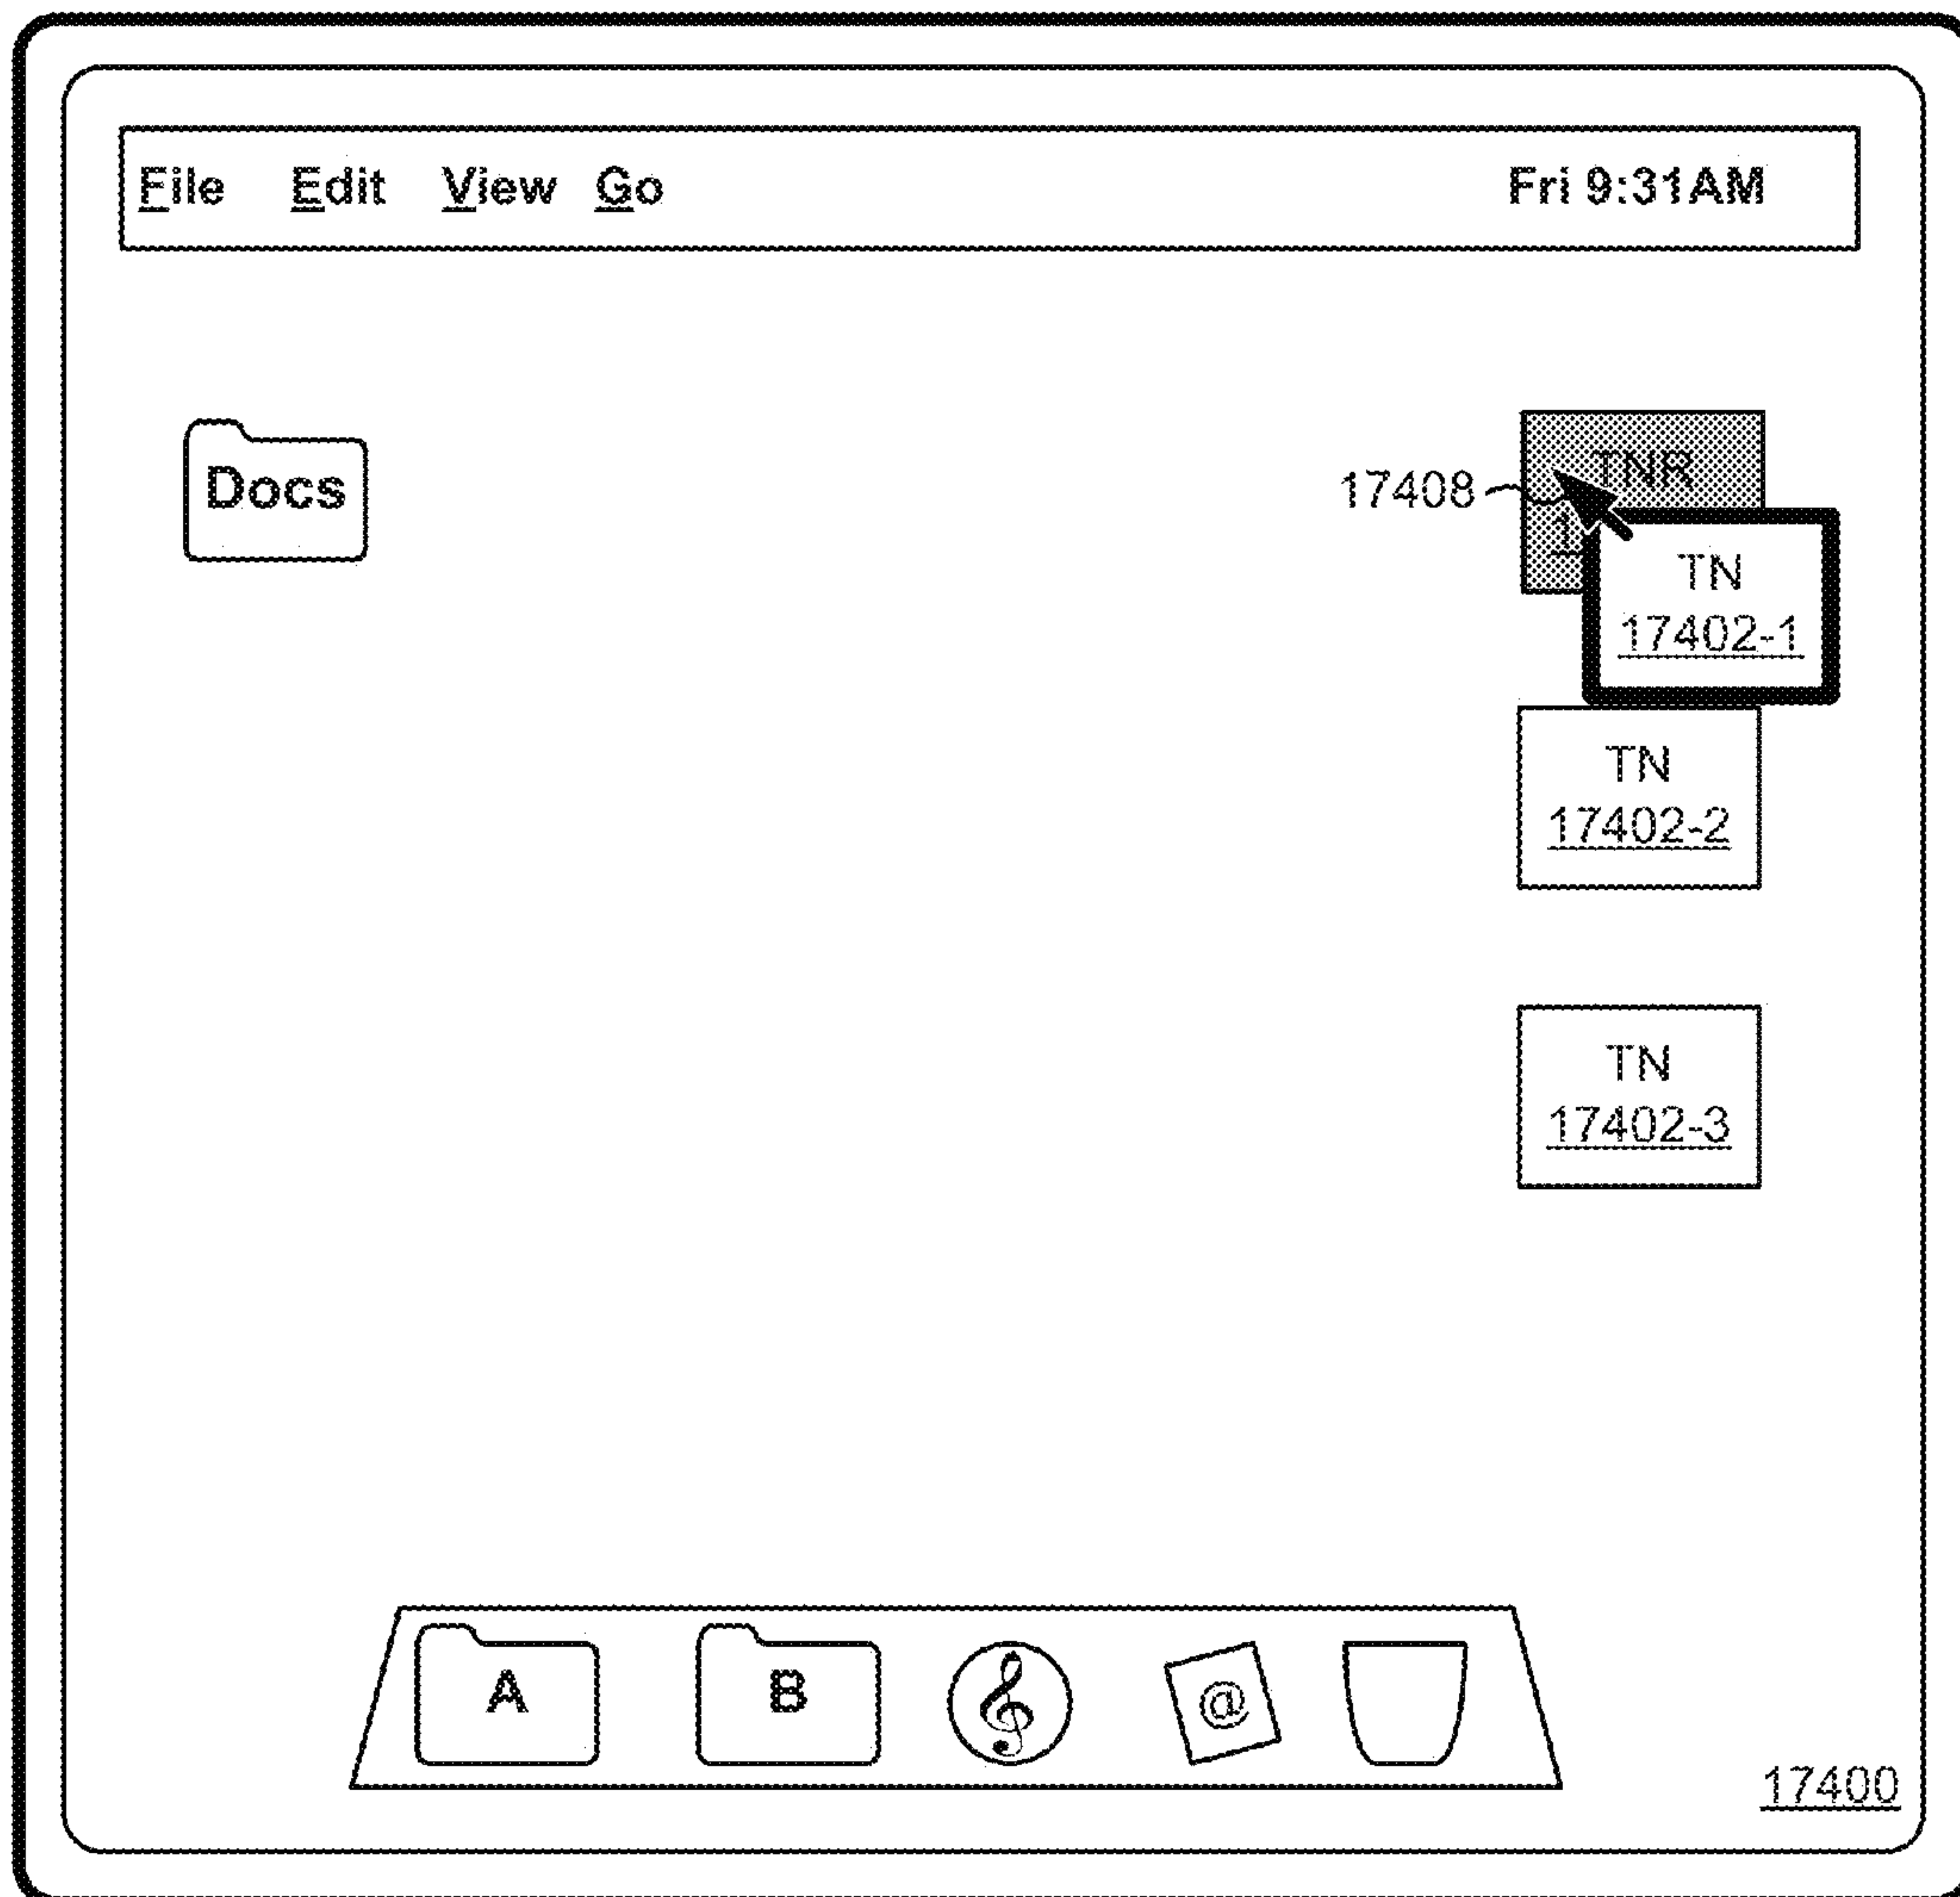 File Edit View Go Fri 9:31AM
Docs
17408
TNR
TN
17402-1
TN
17402-2
TN
17402-3
A B @
17400